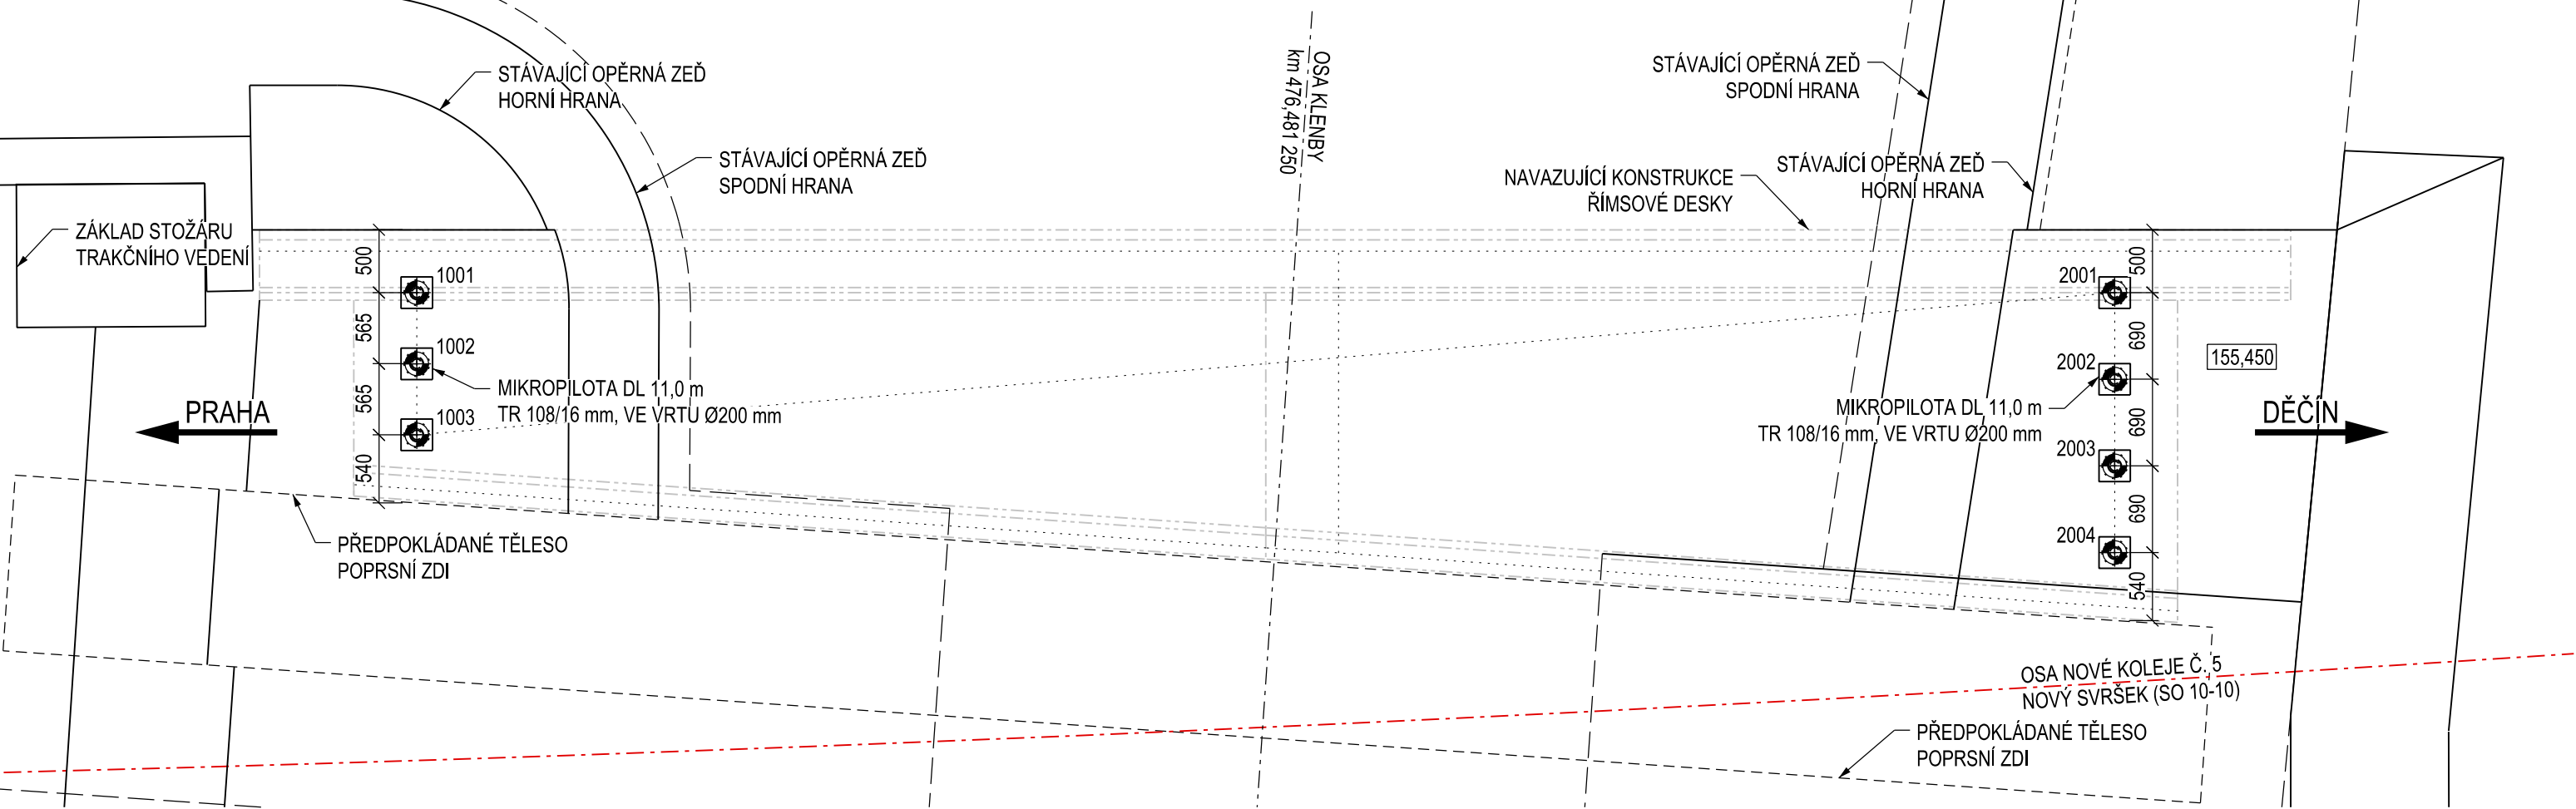 STÁVAJÍCÍ OPĚRNÁ ZEĎ
HORNÍ HRANA
STÁVAJÍCÍ OPĚRNÁ ZEĎ
SPODNÍ HRANA
ZÁKLAD STOŽÁRU
TRAKČNÍHO VEDENÍ
500
565
565
540
1001
1002
1003
MIKROPILOTA DL 11,0 m
TR 108/16 mm, VE VRTU Ø200 mm
PRAHA
PŘEDPOKLÁDANÉ TĚLESO
POPRSNÍ ZDI
OSA KLENBY
km 476,481 250
STÁVAJÍCÍ OPĚRNÁ ZEĎ
SPODNÍ HRANA
STÁVAJÍCÍ OPĚRNÁ ZEĎ
HORNÍ HRANA
NAVAZUJÍCÍ KONSTRUKCE
ŘÍMSOVÉ DESKY
2001
2002
2003
2004
500
690
690
690
540
155,450
MIKROPILOTA DL 11,0 m
TR 108/16 mm, VE VRTU Ø200 mm
DĚČÍN
OSA NOVÉ KOLEJE Č. 5
NOVÝ SVRŠEK (SO 10-10)
PŘEDPOKLÁDANÉ TĚLESO
POPRSNÍ ZDI